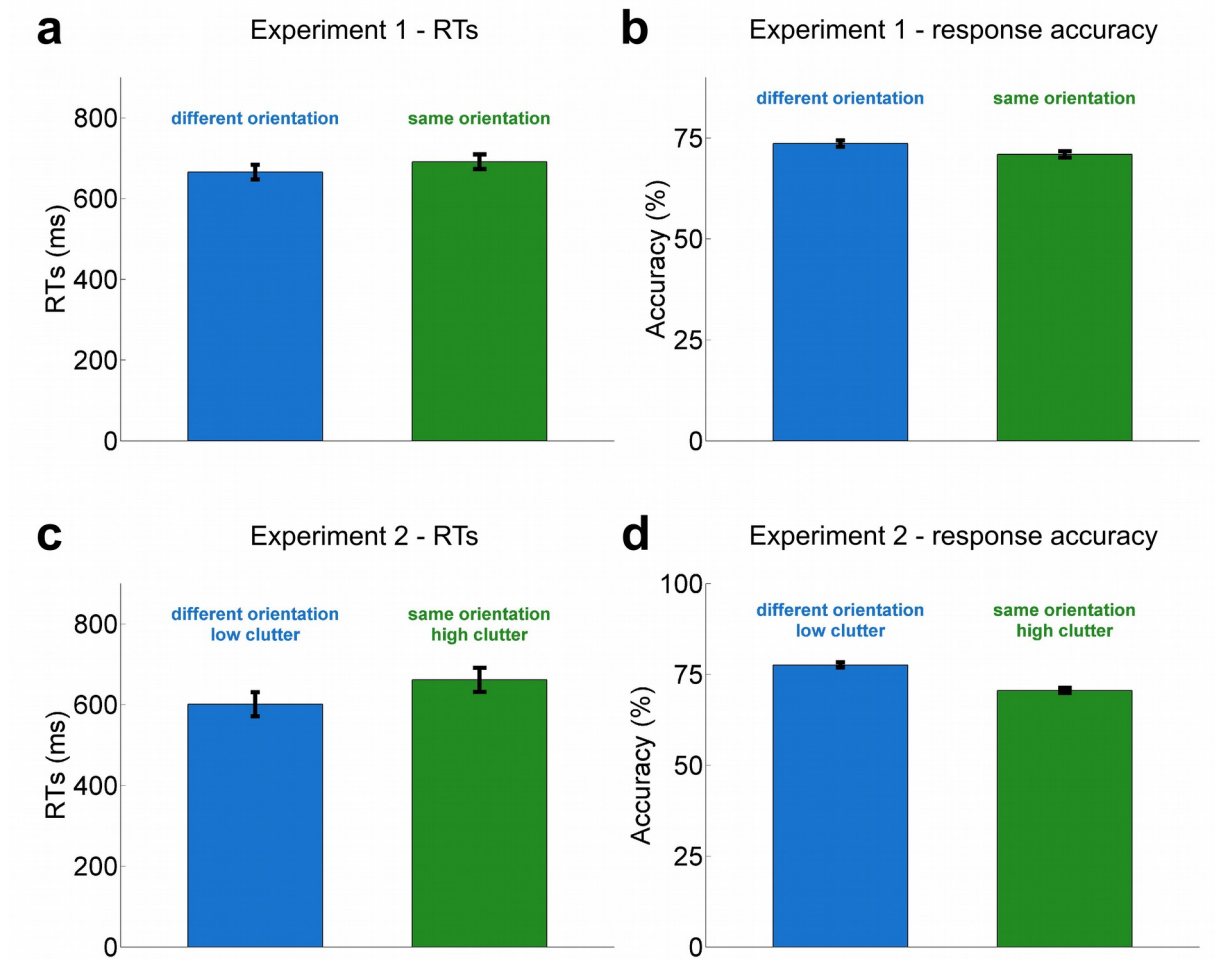 a
Experiment 1 - RTs
800
600
400
200
0
RTs (ms)
different orientation
same orientation
b
Experiment 1 - response accuracy
75
50
25
0
Accuracy (%)
different orientation
same orientation
c
Experiment 2 - RTs
800
600
400
200
0
RTs (ms)
different orientation
low clutter
same orientation
high clutter
d
Experiment 2 - response accuracy
100
75
50
25
0
Accuracy (%)
different orientation
low clutter
same orientation
high clutter